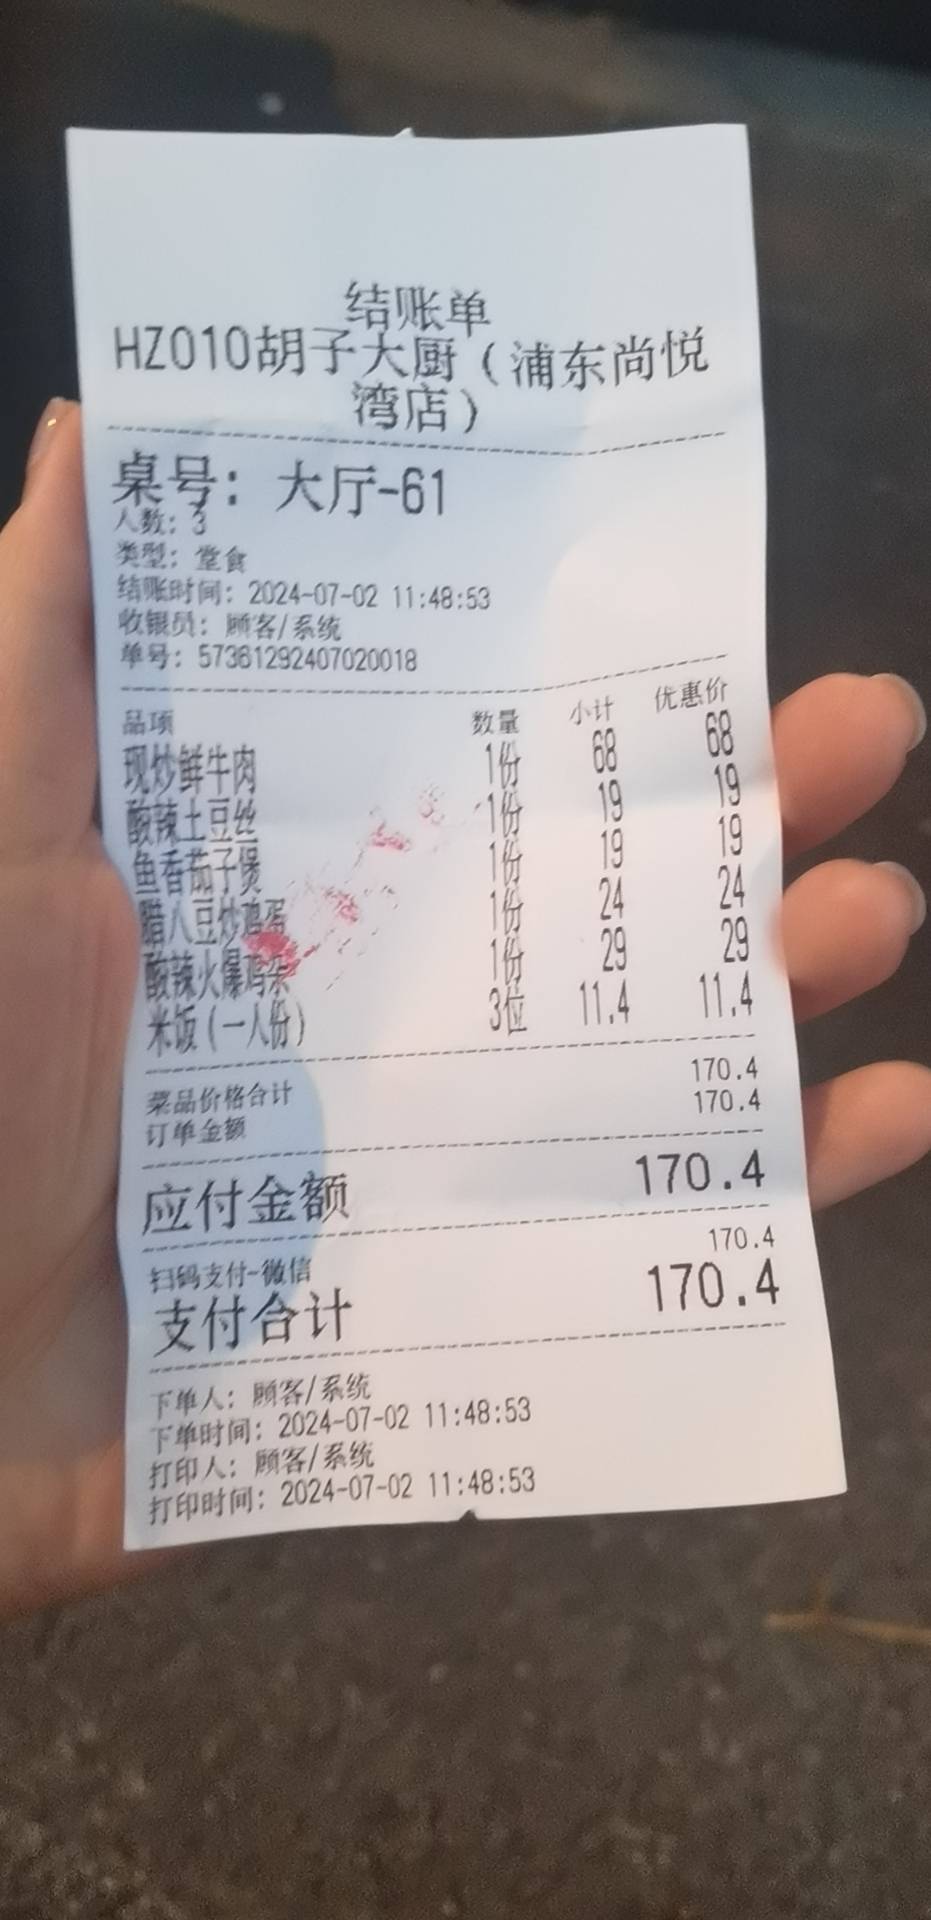 结账单
HZ010胡子大厨(浦东尚悦
湾店)
桌号: 大厅-61
人数: 3
类型: 堂食
结账时间: 2024-07-02 11:48:53
收银员: 顾客/系统
单号: 57361292407020018
品项 数量 小计 优惠价
现炒鲜牛肉 1份 68 68
酸辣土豆丝 1份 19 19
鱼香茄子煲 1份 19 19
腊八豆炒鸡蛋 1份 24 24
酸辣火爆鸡杂 1份 29 29
米饭(一人份) 3位 11.4 11.4
菜品价格合计 170.4
订单金额 170.4
应付金额 170.4
扫码支付-微信 170.4
支付合计 170.4
下单人: 顾客/系统
下单时间: 2024-07-02 11:48:53
打印人: 顾客/系统
打印时间: 2024-07-02 11:48:53